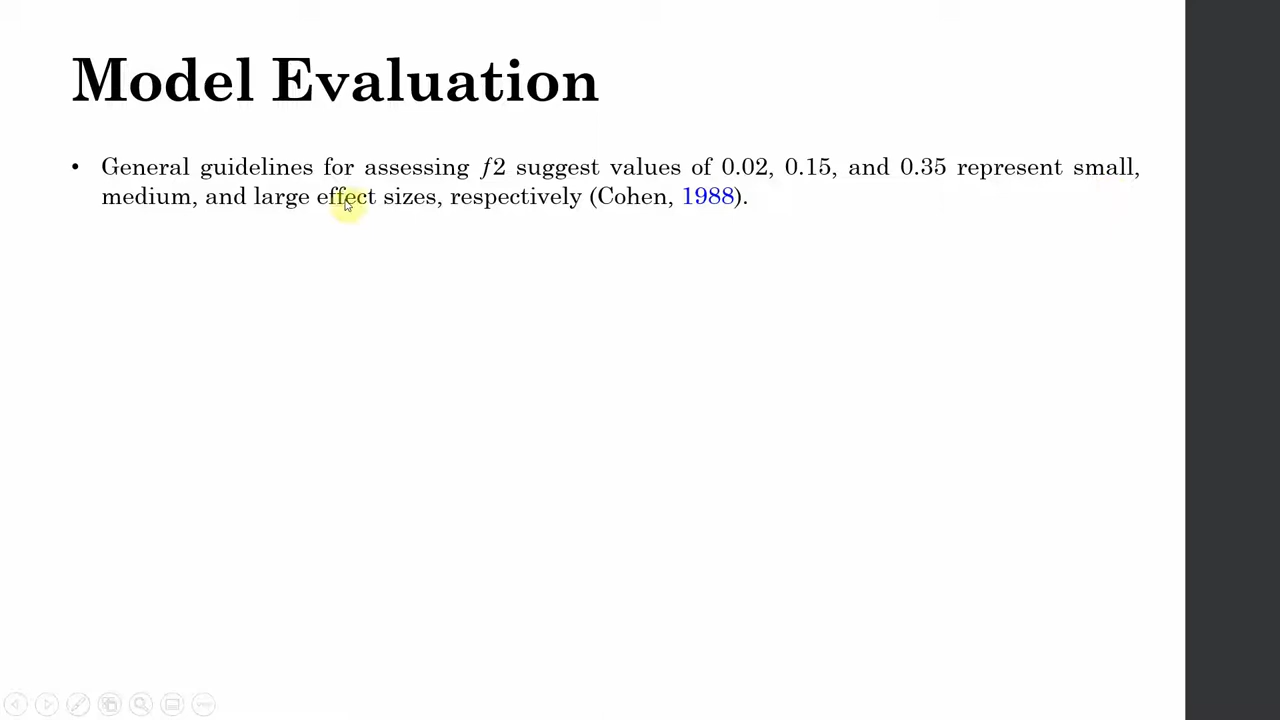 Model Evaluation
• General guidelines for assessing f2 suggest values of 0.02, 0.15, and 0.35 represent small,
medium, and large effect sizes, respectively (Cohen, 1988).